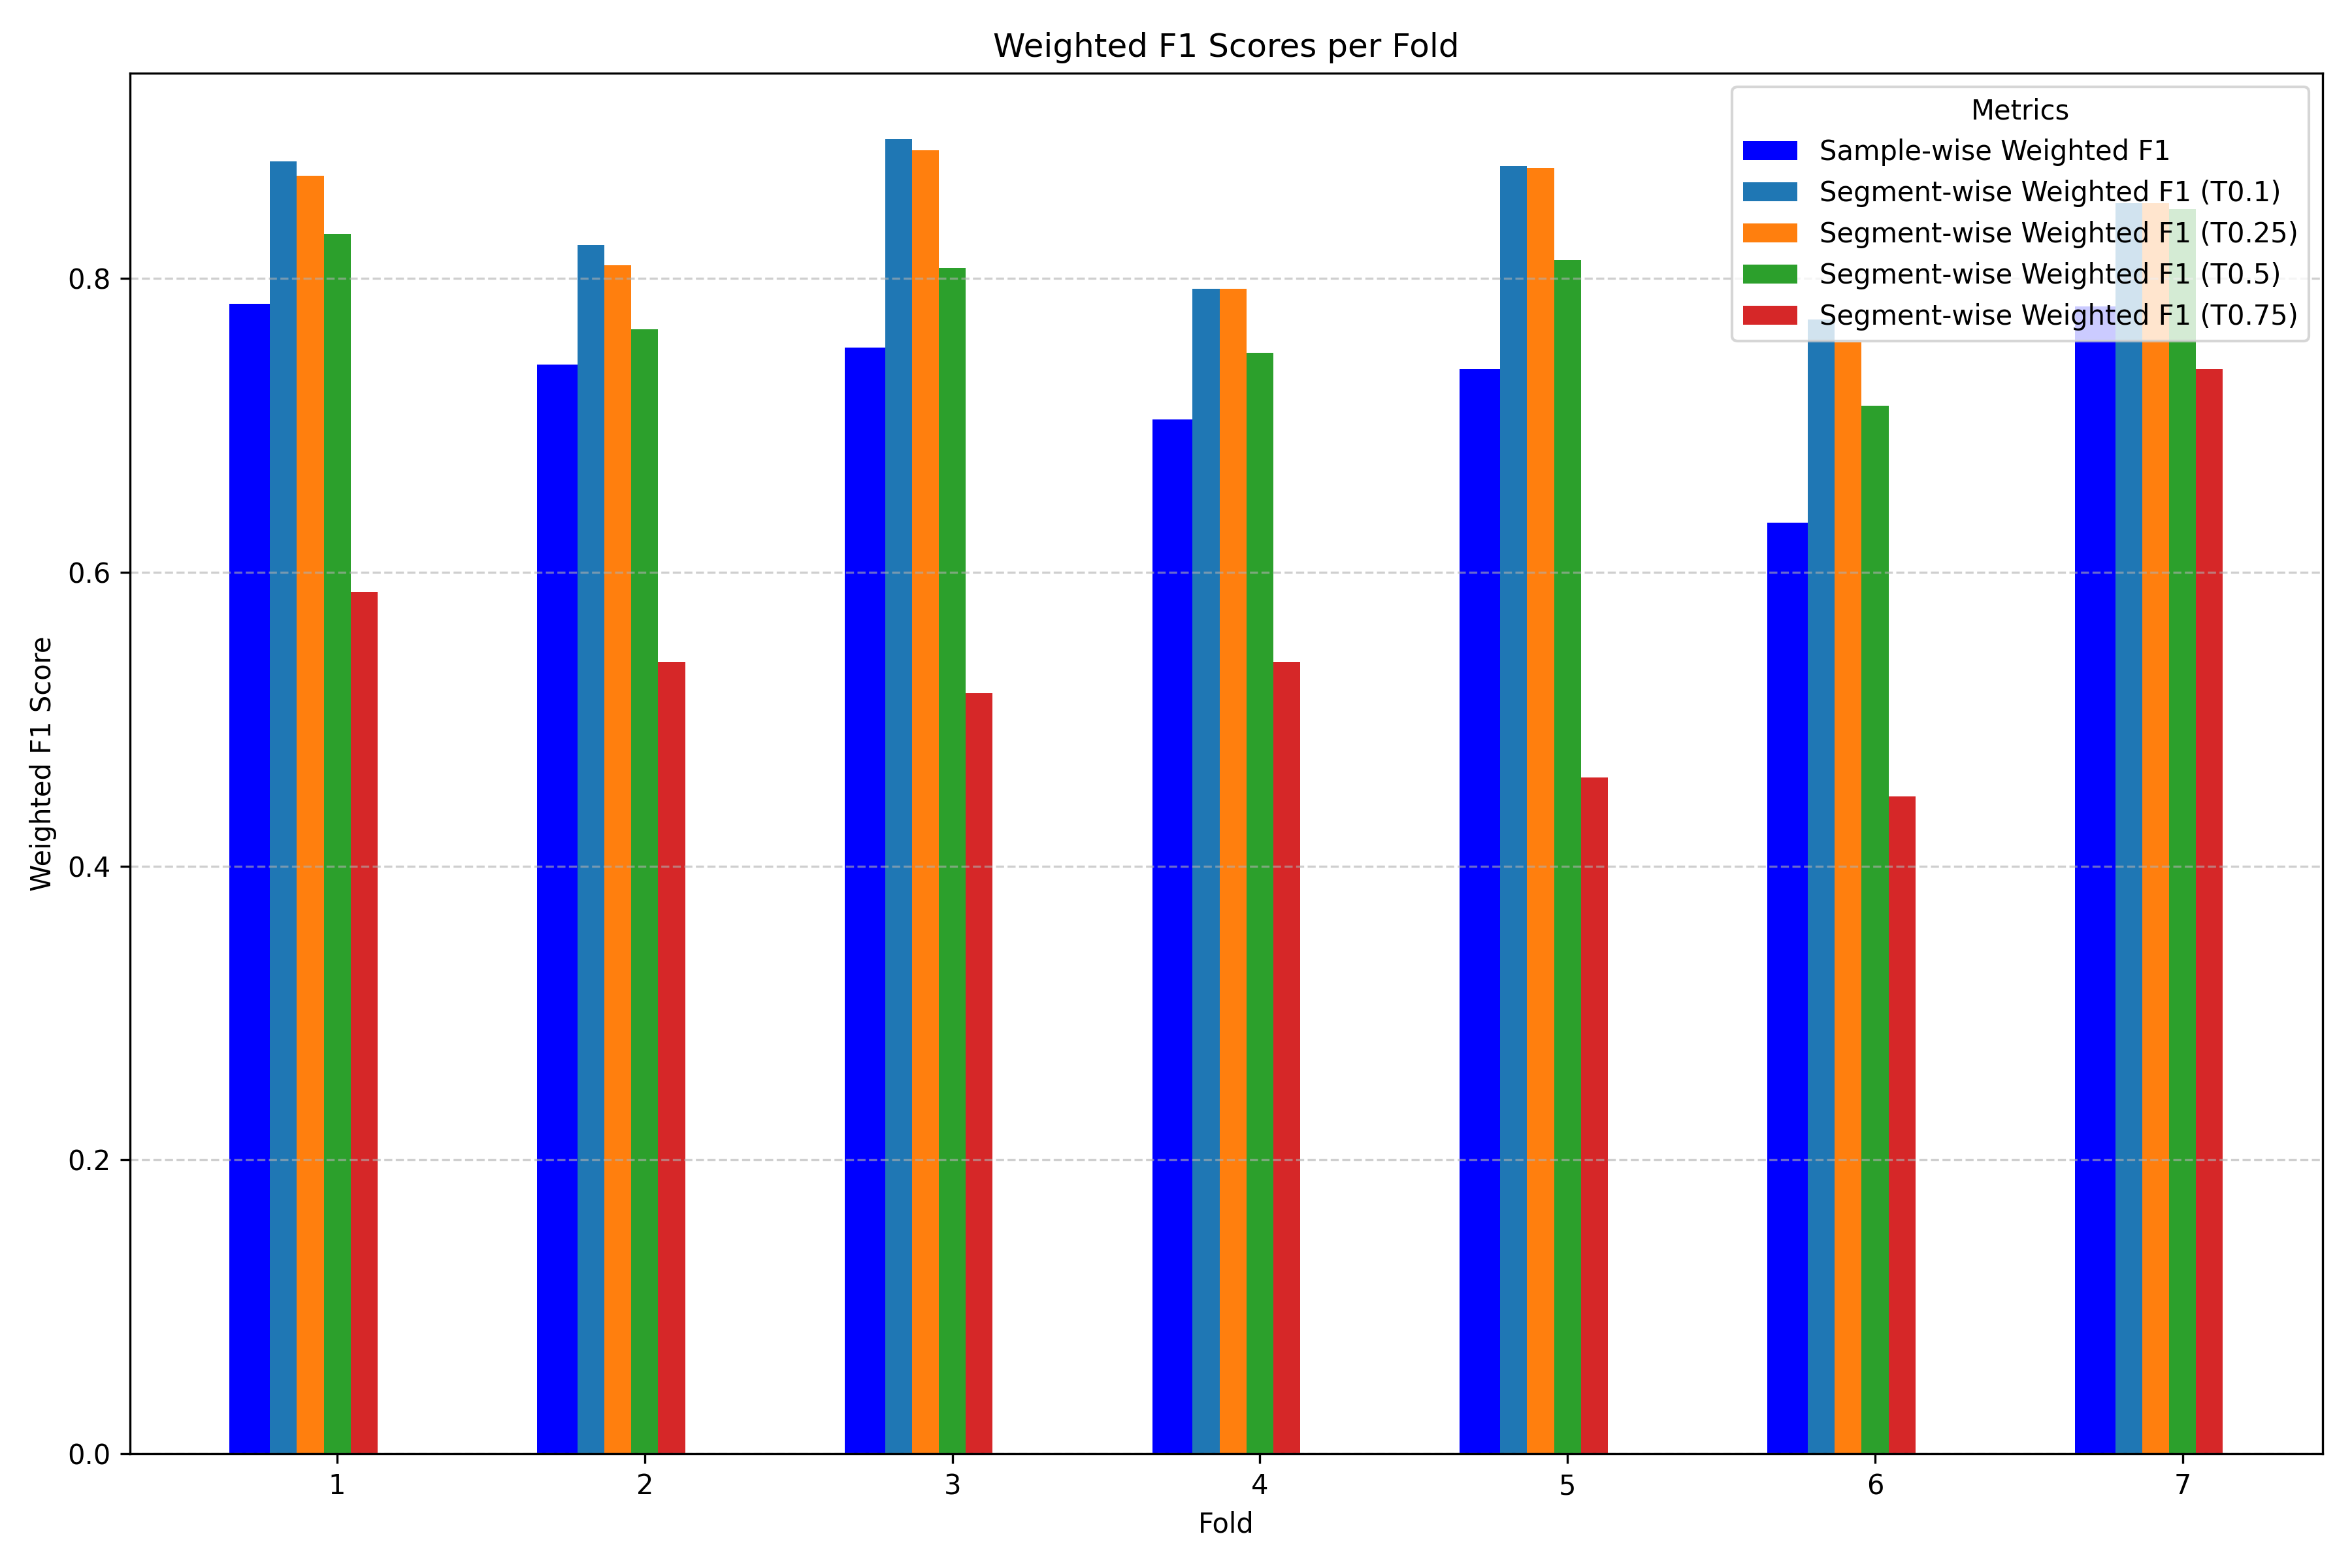 Weighted F1 Scores per Fold
Metrics
Sample-wise Weighted F1
Segment-wise Weighted F1 (T0.1)
Segment-wise Weighted F1 (T0.25)
Segment-wise Weighted F1 (T0.5)
Segment-wise Weighted F1 (T0.75)
Weighted F1 Score
0.8
0.6
0.4
0.2
0.0
1 2 3 4 5 6 7
Fold